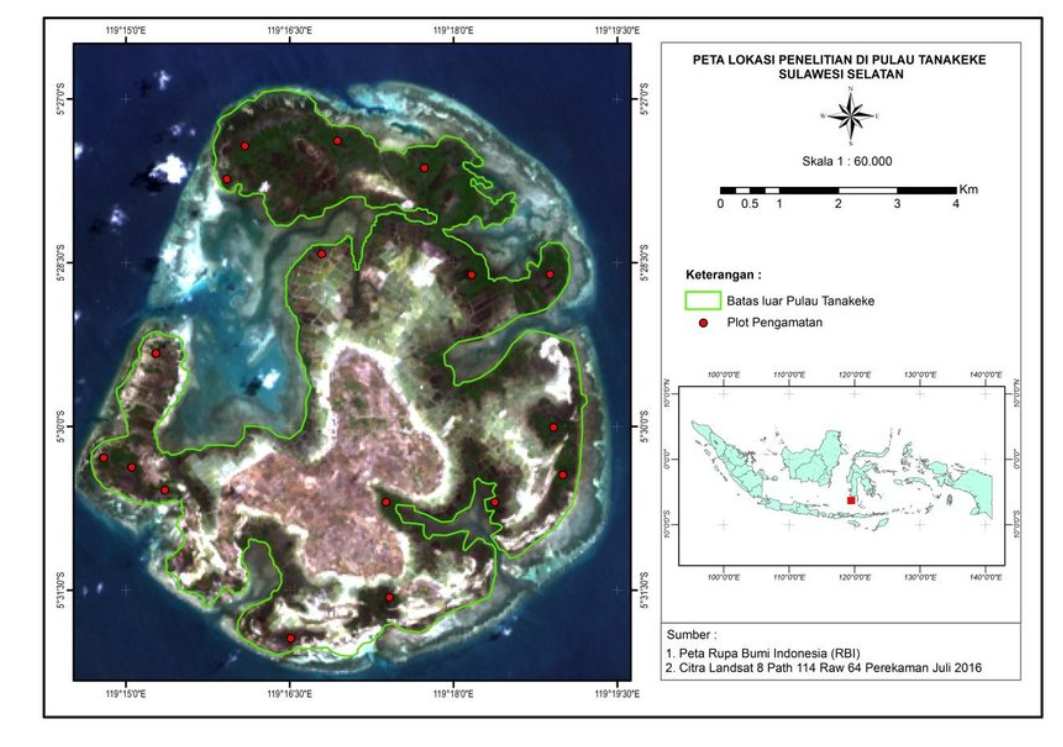 119°15'0"E 119°16'30"E 119°18'0"E 119°19'30"E
5°27'0"S 5°27'0"S
5°28'30"S 5°28'30"S
5°30'0"S 5°30'0"S
5°31'30"S 5°31'30"S
119°15'0"E 119°16'30"E 119°18'0"E 119°19'30"E
PETA LOKASI PENELITIAN DI PULAU TANAKEKE
SULAWESI SELATAN
N
W E
S
Skala 1 : 60.000
Km
0 0.5 1 2 3 4
Keterangan :
Batas luar Pulau Tanakeke
Plot Pengamatan
100°0'0"E 110°0'0"E 120°0'0"E 130°0'0"E 140°0'0"E
10°0'0"N 10°0'0"N
0°0'0" 0°0'0"
10°0'0"S 10°0'0"S
100°0'0"E 110°0'0"E 120°0'0"E 130°0'0"E 140°0'0"E
Sumber :
1. Peta Rupa Bumi Indonesia (RBI)
2. Citra Landsat 8 Path 114 Raw 64 Perekaman Juli 2016